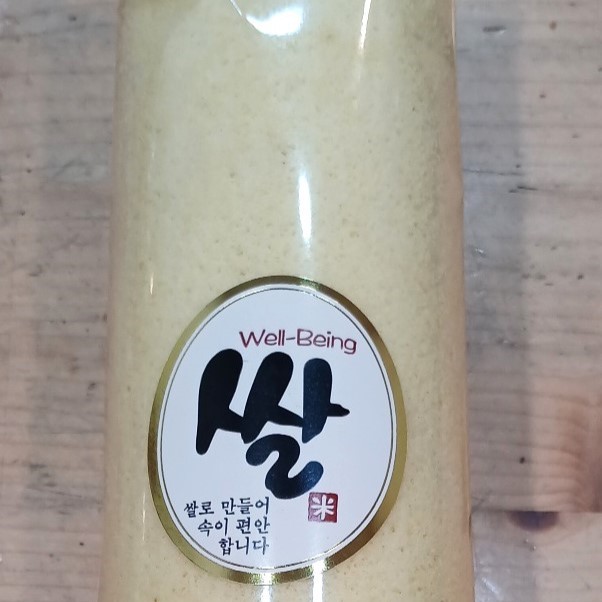 Well-Being
쌀
米
쌀로 만들어
속이 편안
합니다